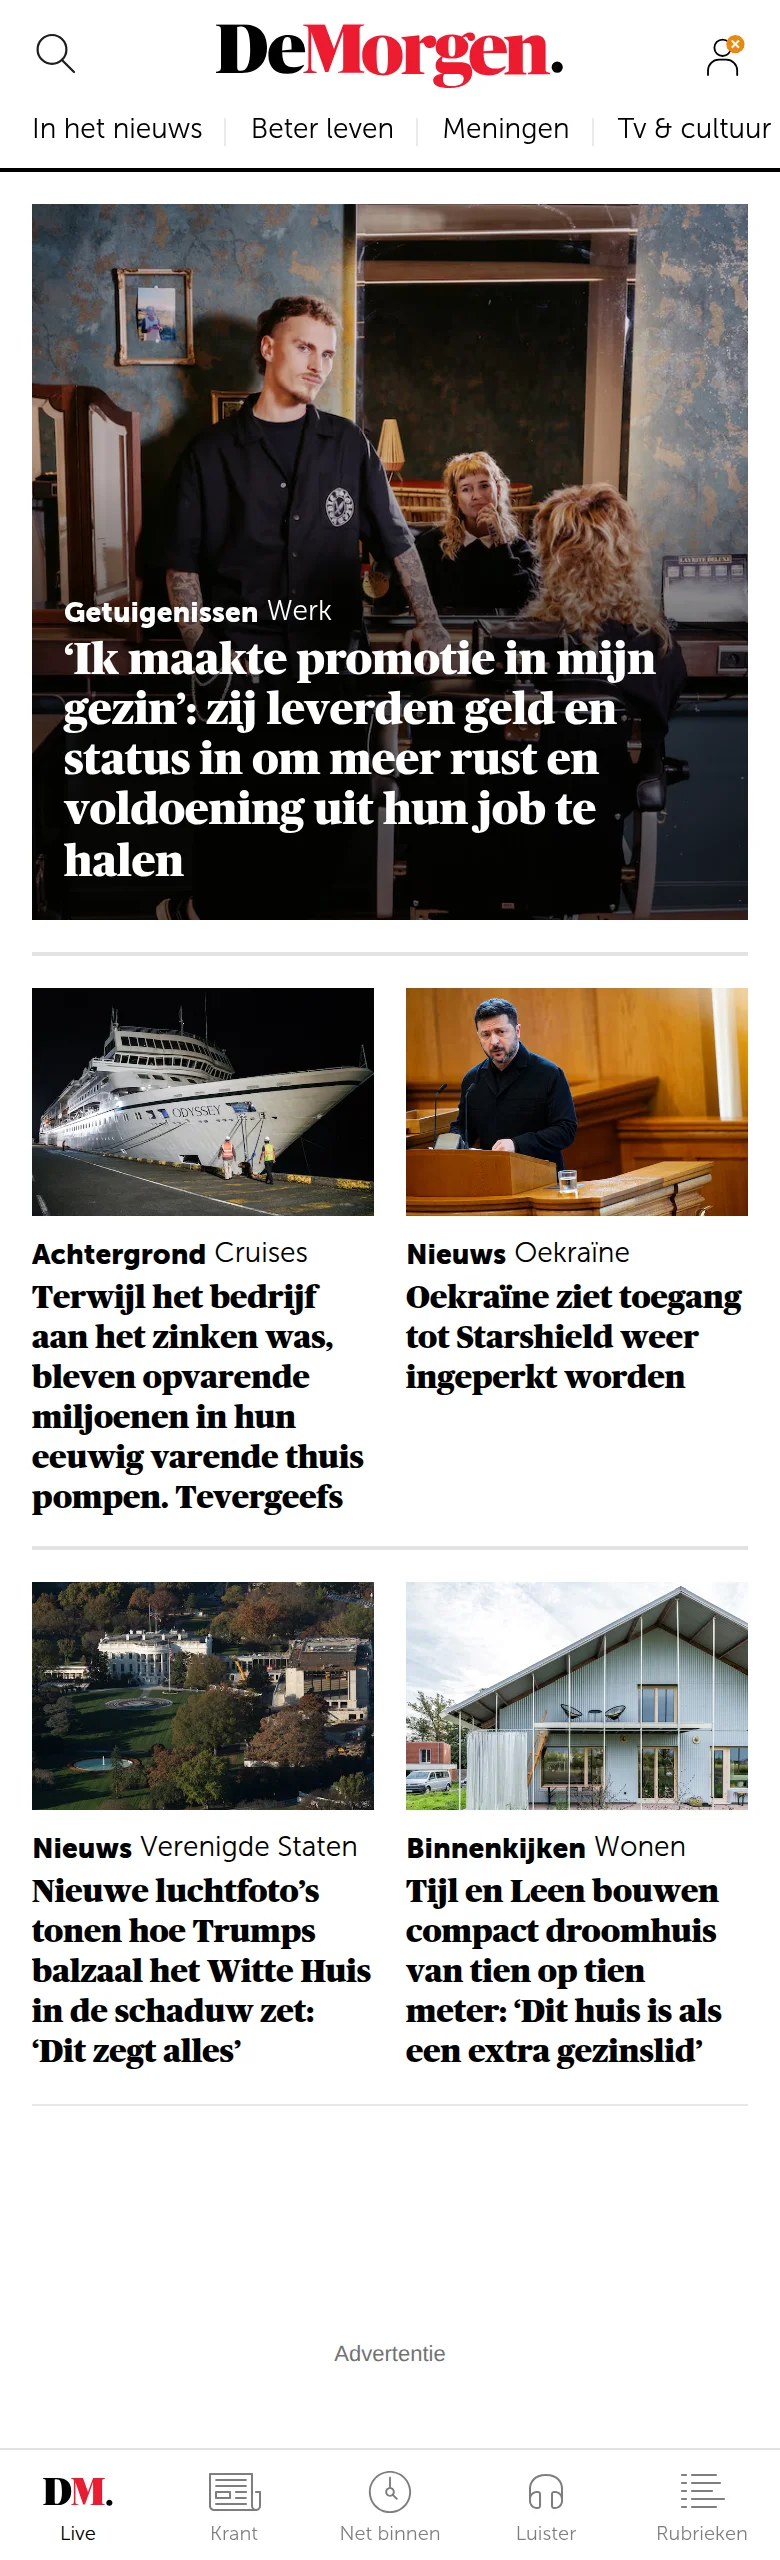 DeMorgen.
In het nieuws
Beter leven
Meningen
Tv & cultuur
Getuigenissen Werk
‘Ik maakte promotie in mijn
gezin’: zij leverden geld en
status in om meer rust en
voldoening uit hun job te
halen
ODYSSEY
Achtergrond Cruises
Terwijl het bedrijf
aan het zinken was,
bleven opvarende
miljoenen in hun
eeuwig varende thuis
pompen. Tevergeefs
Nieuws Oekraïne
Oekraïne ziet toegang
tot Starshield weer
ingeperkt worden
Nieuws Verenigde Staten
Nieuwe luchtfoto’s
tonen hoe Trumps
balzaal het Witte Huis
in de schaduw zet:
‘Dit zegt alles’
Binnenkijken Wonen
Tijl en Leen bouwen
compact droomhuis
van tien op tien
meter: ‘Dit huis is als
een extra gezinslid’
Advertentie
DM.
Live
Krant
Net binnen
Luister
Rubrieken